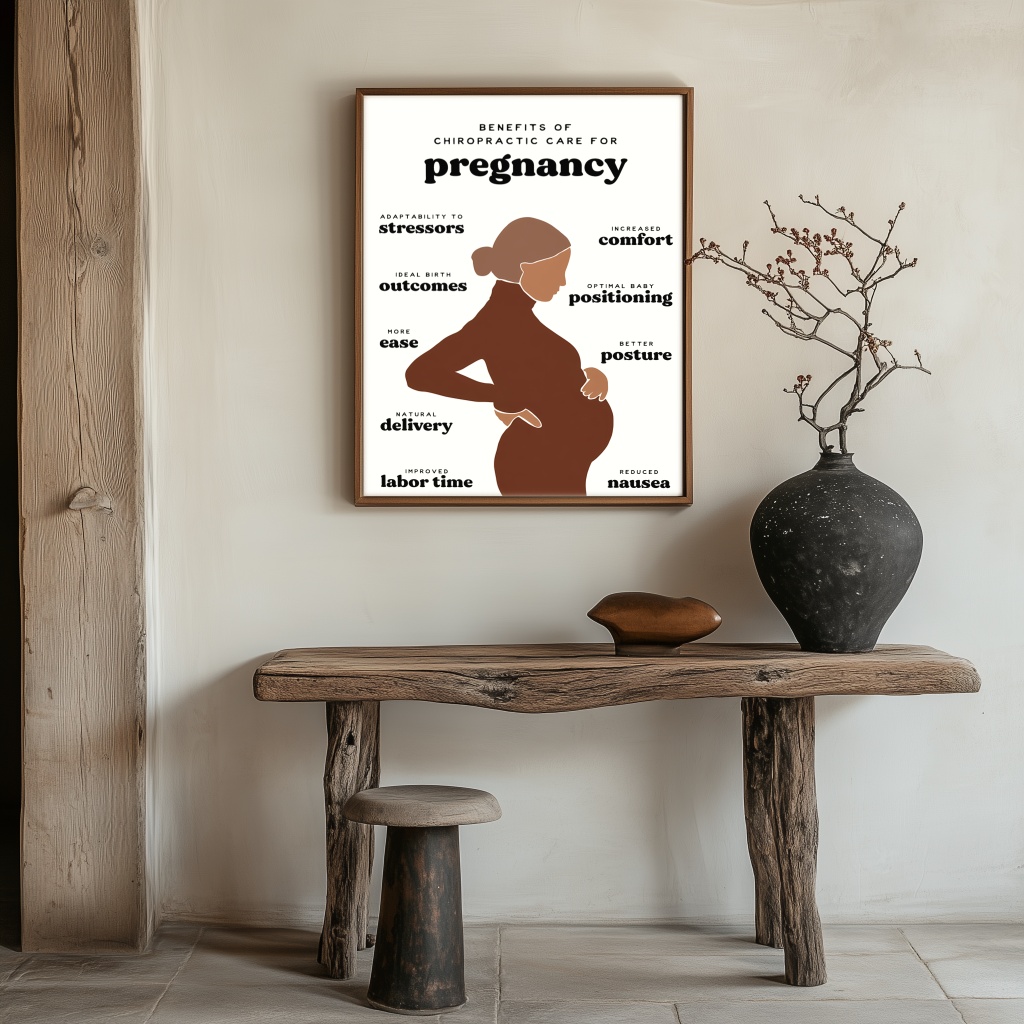 BENEFITS OF
CHIROPRACTIC CARE FOR
pregnancy
ADAPTABILITY TO
stressors
IDEAL BIRTH
outcomes
MORE
ease
NATURAL
delivery
IMPROVED
labor time
INCREASED
comfort
OPTIMAL BABY
positioning
BETTER
posture
REDUCED
nausea